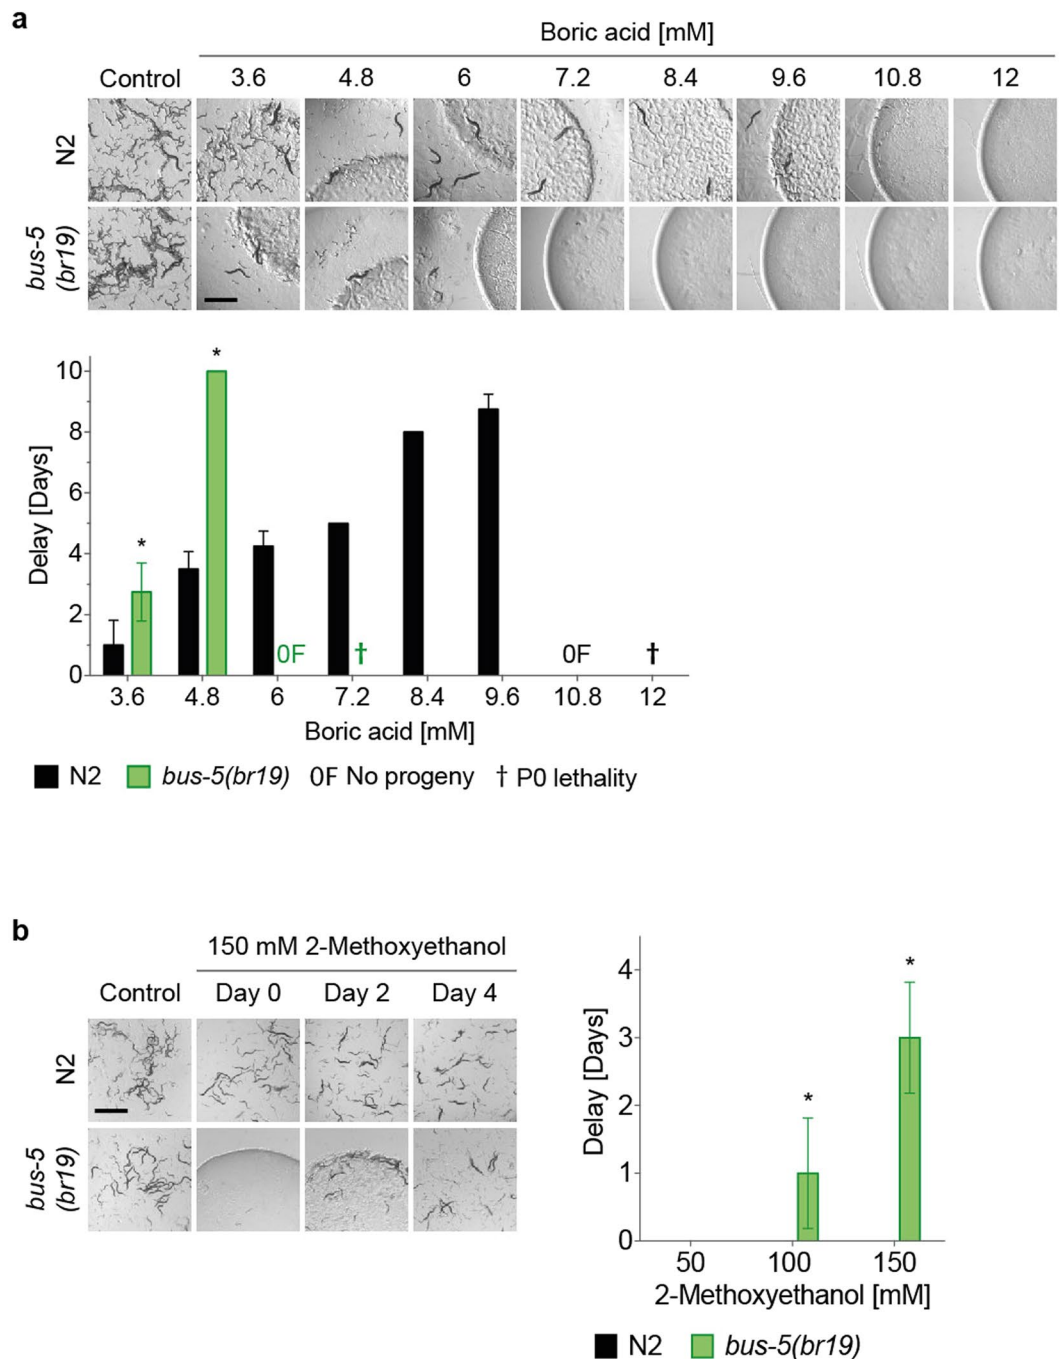 a
Boric acid [mM]
Control 3.6 4.8 6 7.2 8.4 9.6 10.8 12
N2
bus-5
(br19)
Delay [Days]
10
8
6
4
2
0
* *
0F † 0F †
3.6 4.8 6 7.2 8.4 9.6 10.8 12
Boric acid [mM]
N2 bus-5(br19) 0F No progeny † P0 lethality
b
150 mM 2-Methoxyethanol
Control Day 0 Day 2 Day 4
N2
bus-5
(br19)
Delay [Days]
4
3
2
1
0
* *
50 100 150
2-Methoxyethanol [mM]
N2 bus-5(br19)